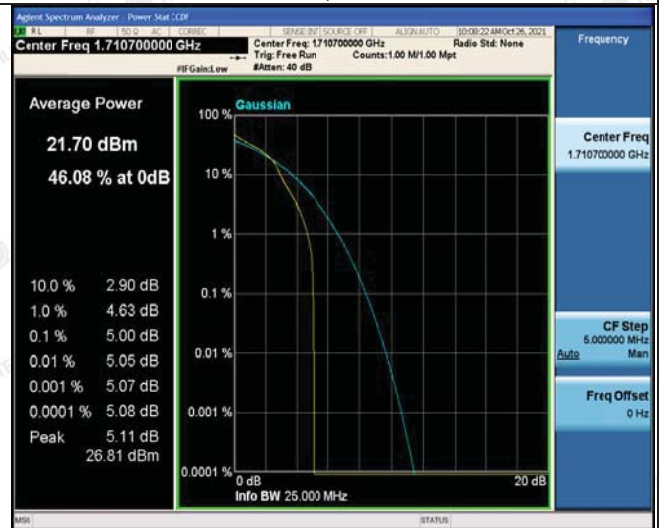 Agilent Spectrum Analyzer - Power Stat CCDF
RL RF 50 Ω AC CORREC SENSE:INT SOURCE OFF ALIGN AUTO 10:08:22 AM Oct 26, 2021
Center Freq 1.710700000 GHz
Center Freq: 1.710700000 GHz Radio Std: None
Trig: Free Run Counts:1.00 M/1.00 Mpt
#IFGain:Low #Atten: 40 dB
Frequency
Average Power
21.70 dBm
46.08 % at 0dB
10.0 % 2.90 dB
1.0 % 4.63 dB
0.1 % 5.00 dB
0.01 % 5.05 dB
0.001 % 5.07 dB
0.0001 % 5.08 dB
Peak 5.11 dB
26.81 dBm
Gaussian
100 %
10 %
1 %
0.1 %
0.01 %
0.001 %
0.0001 %
0 dB 20 dB
Info BW 25.000 MHz
Center Freq
1.710700000 GHz
CF Step
5.000000 MHz
Auto Man
Freq Offset
0 Hz
MSG STATUS